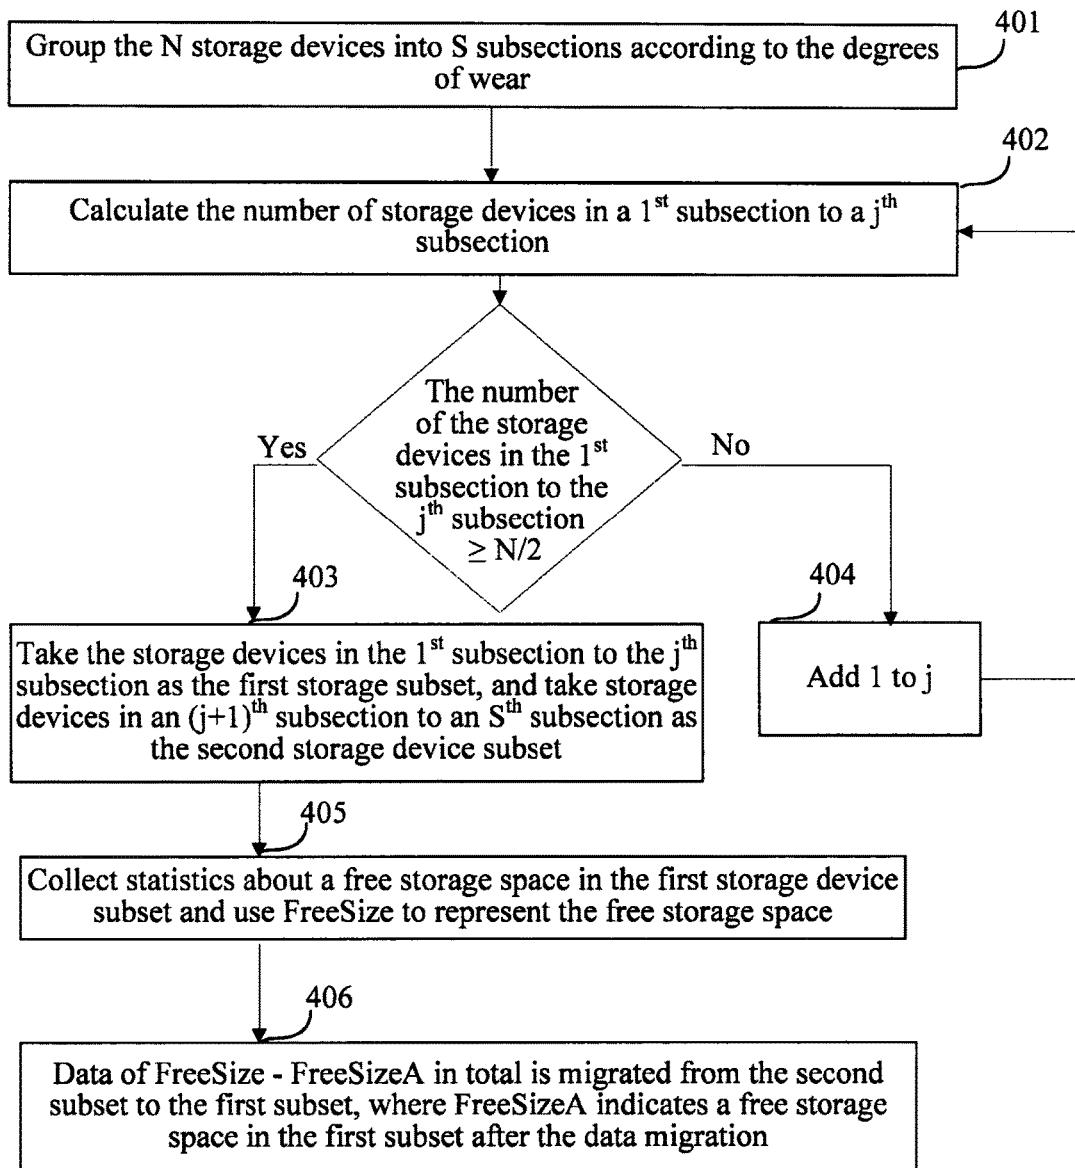 401
Group the N storage devices into S subsections according to the degrees
of wear
402
Calculate the number of storage devices in a 1st subsection to a jth
subsection
The number
of the storage
devices in the 1st
subsection to the
jth subsection
≥ N/2
Yes
No
403
404
Take the storage devices in the 1st subsection to the jth
subsection as the first storage subset, and take storage
devices in an (j+1)th subsection to an Sth subsection as
the second storage device subset
Add 1 to j
405
Collect statistics about a free storage space in the first storage device
subset and use FreeSize to represent the free storage space
406
Data of FreeSize - FreeSizeA in total is migrated from the second
subset to the first subset, where FreeSizeA indicates a free storage
space in the first subset after the data migration